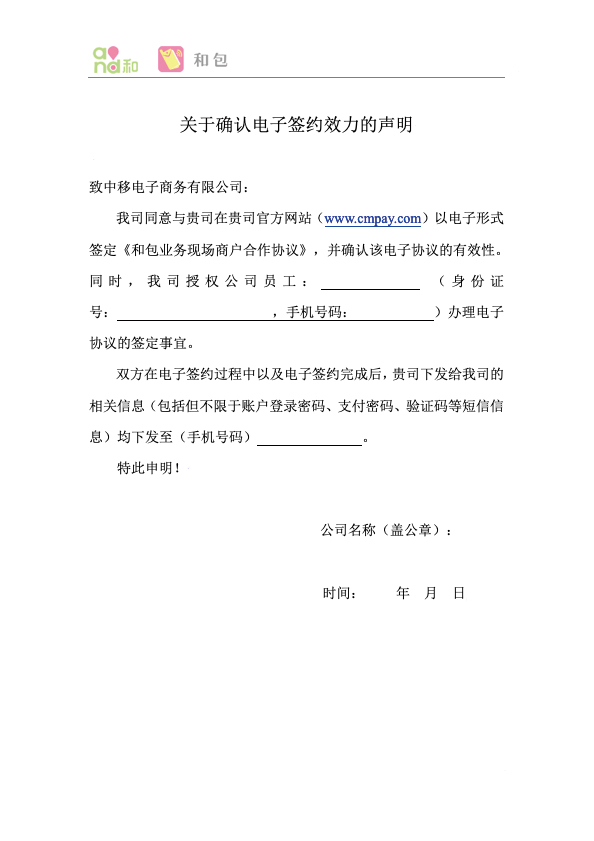 and和 和包
关于确认电子签约效力的声明
致中移电子商务有限公司：
我司同意与贵司在贵司官方网站（www.cmpay.com）以电子形式
签定《和包业务现场商户合作协议》，并确认该电子协议的有效性。
同时，我司授权公司员工：（身份证
号：，手机号码：）办理电子
协议的签定事宜。
双方在电子签约过程中以及电子签约完成后，贵司下发给我司的
相关信息（包括但不限于账户登录密码、支付密码、验证码等短信信
息）均下发至（手机号码）。
特此申明！
公司名称（盖公章）：
时间： 年 月 日